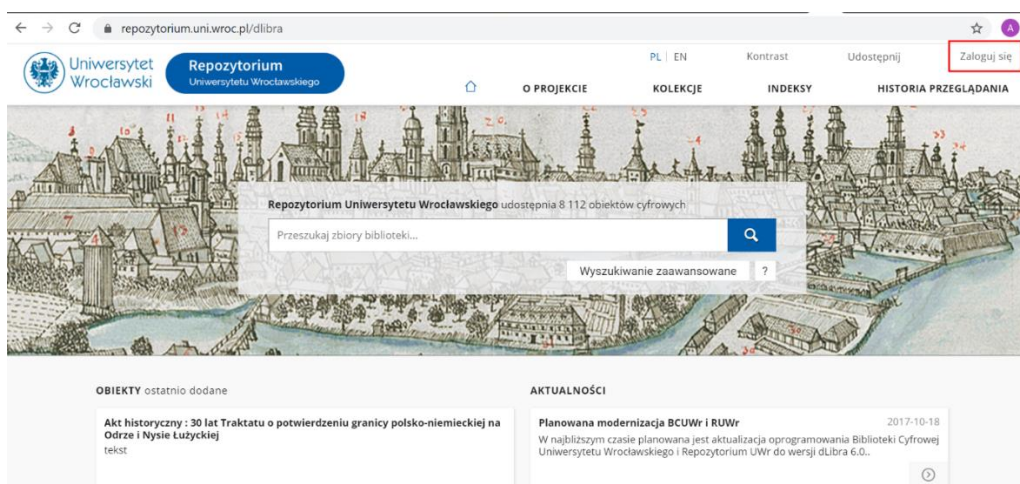 repozytorium.uni.wroc.pl/dlibra
A
Uniwersytet
Wrocławski
Repozytorium
Uniwersytetu Wrocławskiego
PL | EN
Kontrast
Udostępnij
Zaloguj się
O PROJEKCIE
KOLEKCJE
INDEKSY
HISTORIA PRZEGLĄDANIA
Repozytorium Uniwersytetu Wrocławskiego udostępnia 8 112 obiektów cyfrowych
Przeszukaj zbiory biblioteki...
Wyszukiwanie zaawansowane ?
OBIEKTY ostatnio dodane
Akt historyczny : 30 lat Traktatu o potwierdzeniu granicy polsko-niemieckiej na
Odrze i Nysie Łużyckiej
tekst
AKTUALNOŚCI
Planowana modernizacja BCUWr i RUWr 2017-10-18
W najbliższym czasie planowana jest aktualizacja oprogramowania Biblioteki Cyfrowej
Uniwersytetu Wrocławskiego i Repozytorium UWr do wersji dLibra 6.0..